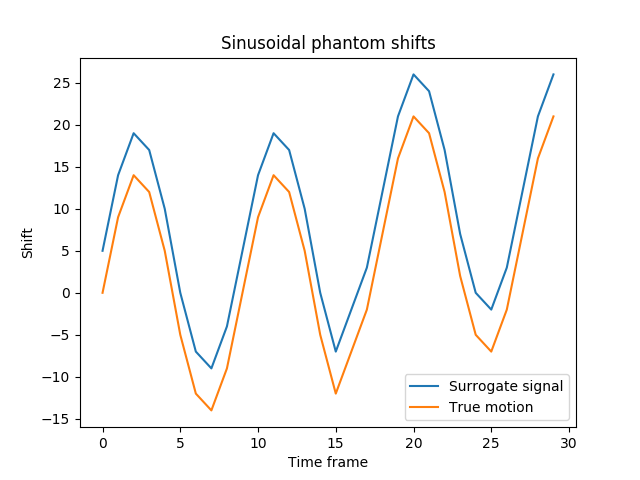 Sinusoidal phantom shifts
Shift
25
20
15
10
5
0
−5
−10
−15
0 5 10 15 20 25 30
Time frame
Surrogate signal
True motion